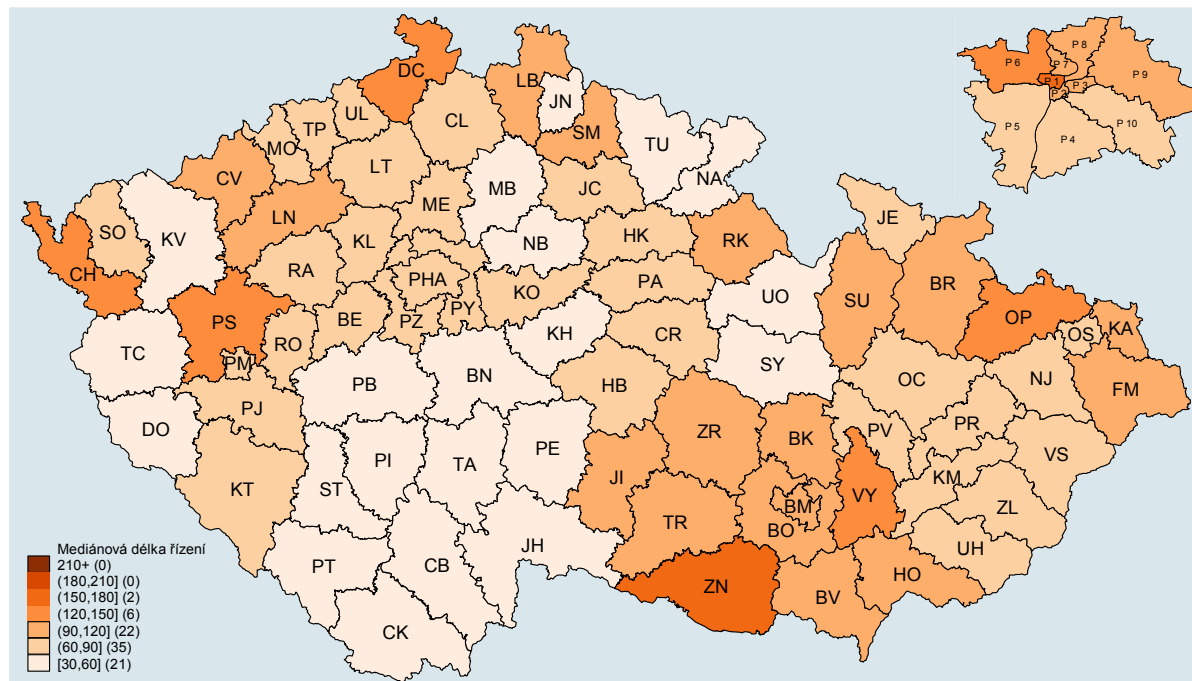 DC
LB
JN
P 8
P 6
P 7
P 9
P 1
P 3
P 2
P 5
P 4
P 10
UL
TP
CL
SM
TU
MO
LT
CV
MB
JC
NA
LN
ME
SO
KV
KL
NB
HK
RK
JE
CH
RA
PHA
KO
PA
UO
SU
BR
PS
BE
PZ
PY
OP
KA
OS
TC
RO
PM
KH
CR
SY
PB
BN
HB
OC
NJ
FM
PJ
DO
ZR
BK
PV
PR
VS
KT
ST
PI
TA
PE
JI
BM
VY
KM
ZL
TR
BO
UH
PT
CB
JH
ZN
BV
HO
CK
Mediánová délka řízení
210+ (0)
(180,210] (0)
(150,180] (2)
(120,150] (6)
(90,120] (22)
(60,90] (35)
[30,60] (21)